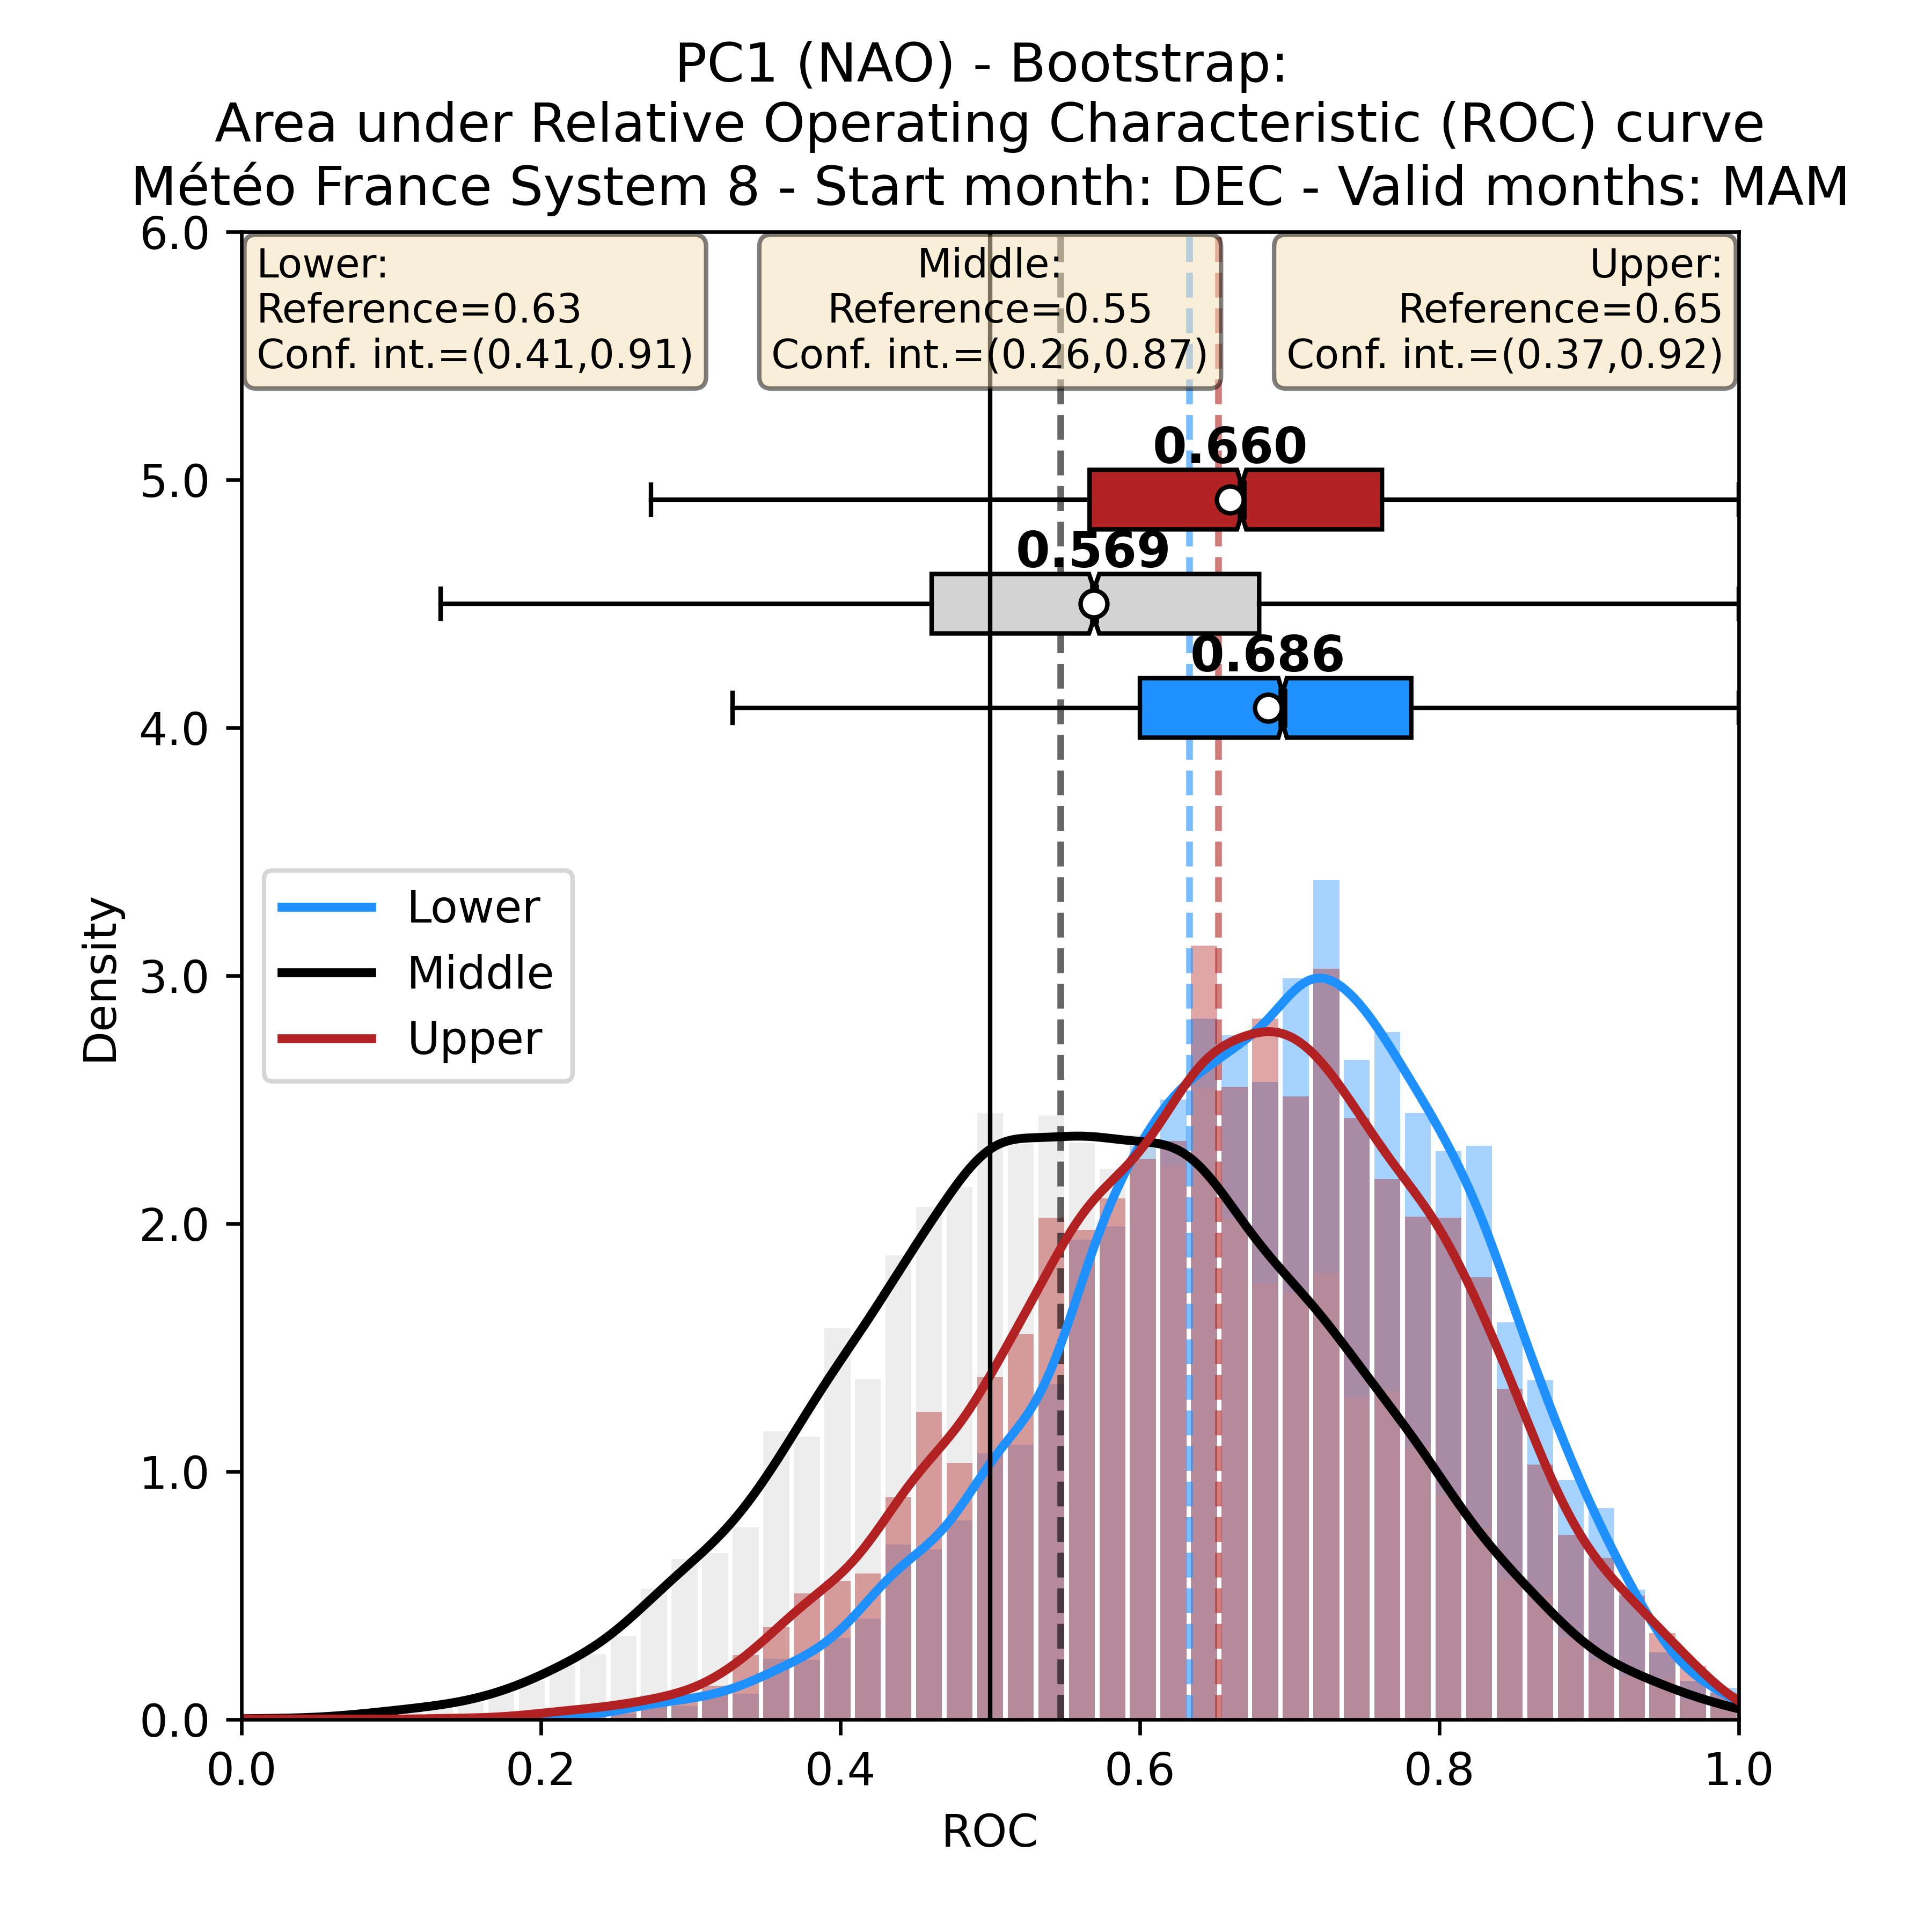 PC1 (NAO) - Bootstrap:
Area under Relative Operating Characteristic (ROC) curve
Météo France System 8 - Start month: DEC - Valid months: MAM
Lower:
Reference=0.63
Conf. int.=(0.41,0.91)
Middle:
Reference=0.55
Conf. int.=(0.26,0.87)
Upper:
Reference=0.65
Conf. int.=(0.37,0.92)
0.660
0.569
0.686
Lower
Middle
Upper
Density
6.0
5.0
4.0
3.0
2.0
1.0
0.0
0.0
0.2
0.4
0.6
0.8
1.0
ROC